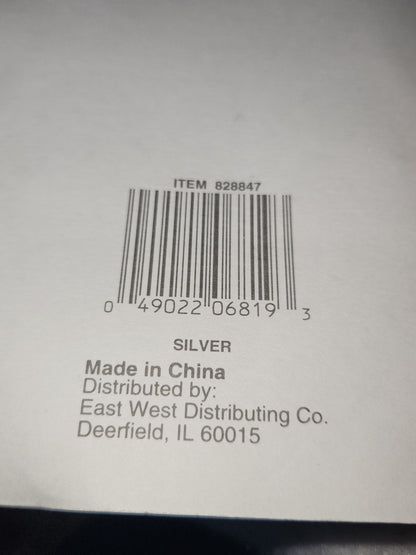 ITEM 828847
0 49022 06819 3
SILVER
Made in China
Distributed by:
East West Distributing Co.
Deerfield, IL 60015